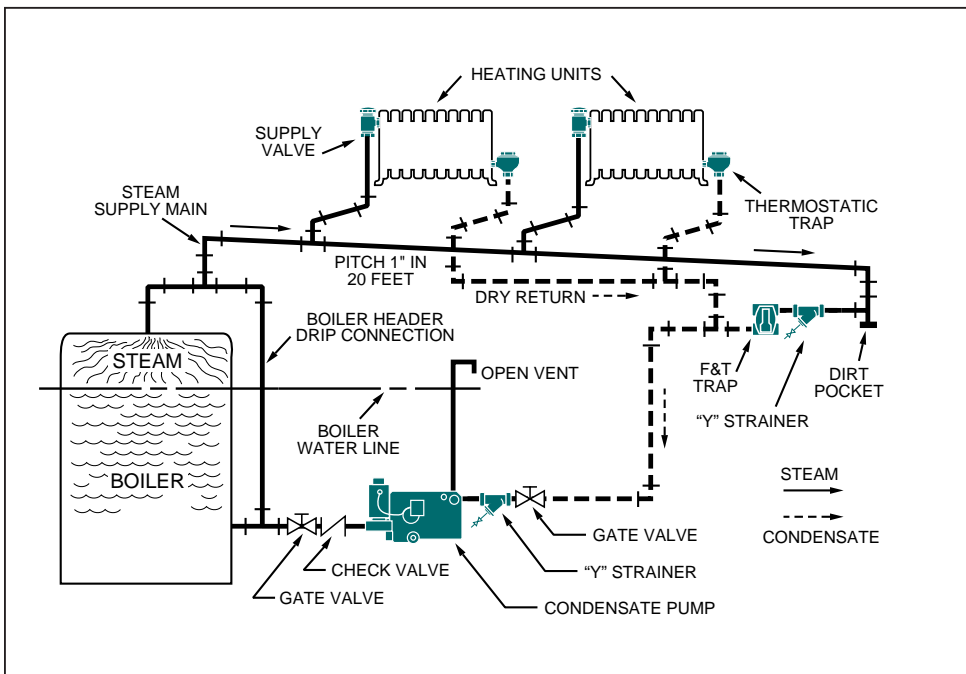 HEATING UNITS
SUPPLY
VALVE
STEAM
SUPPLY MAIN
THERMOSTATIC
TRAP
PITCH 1" IN
20 FEET
DRY RETURN
BOILER HEADER
DRIP CONNECTION
STEAM
OPEN VENT
F&T
TRAP
DIRT
POCKET
“Y” STRAINER
BOILER
WATER LINE
BOILER
STEAM
CONDENSATE
GATE VALVE
CHECK VALVE
“Y” STRAINER
GATE VALVE
CONDENSATE PUMP